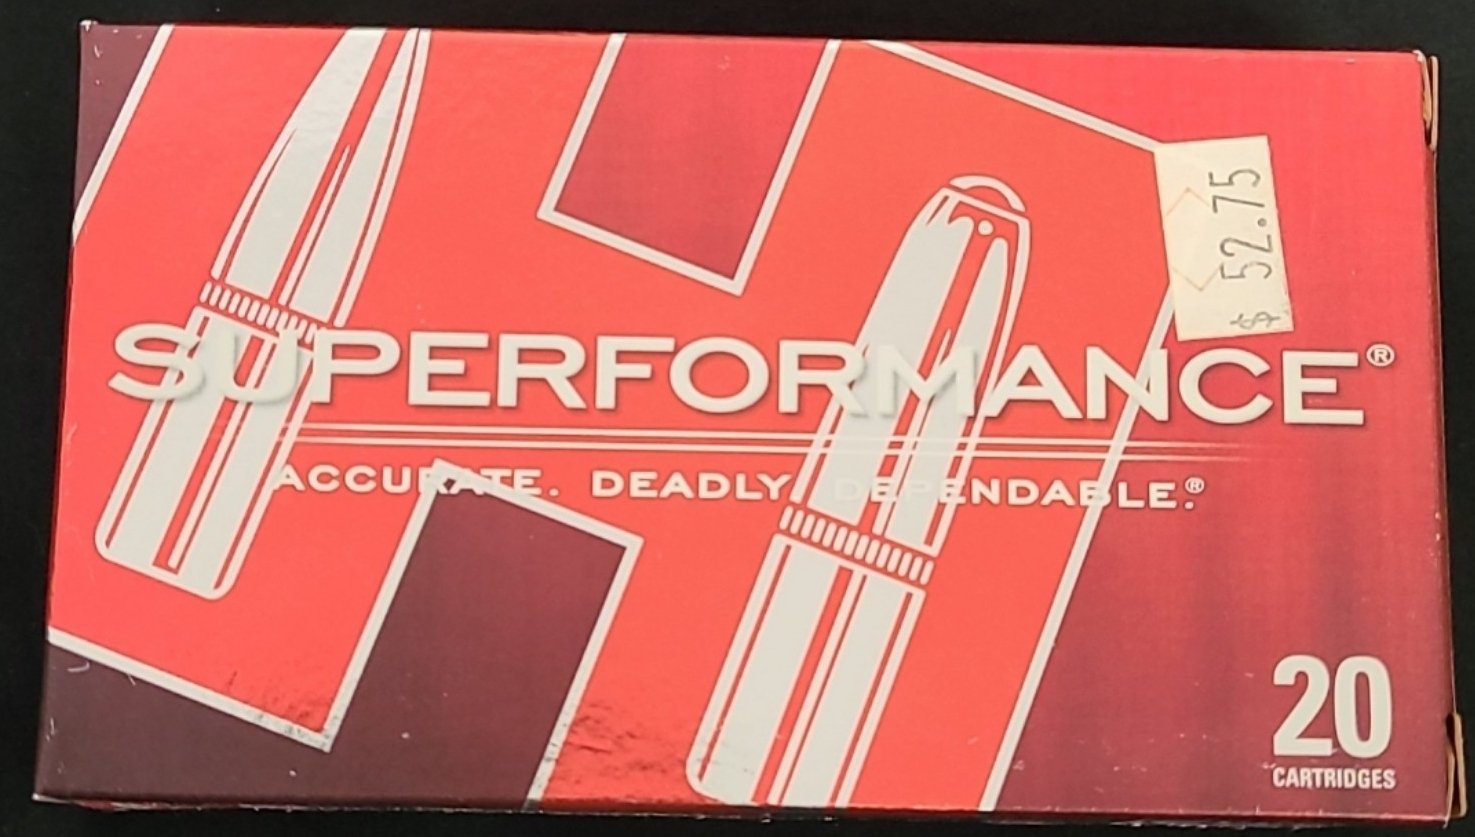 $ 52.75
SUPERFORMANCE®
ACCURATE. DEADLY. DEPENDABLE.®
20
CARTRIDGES